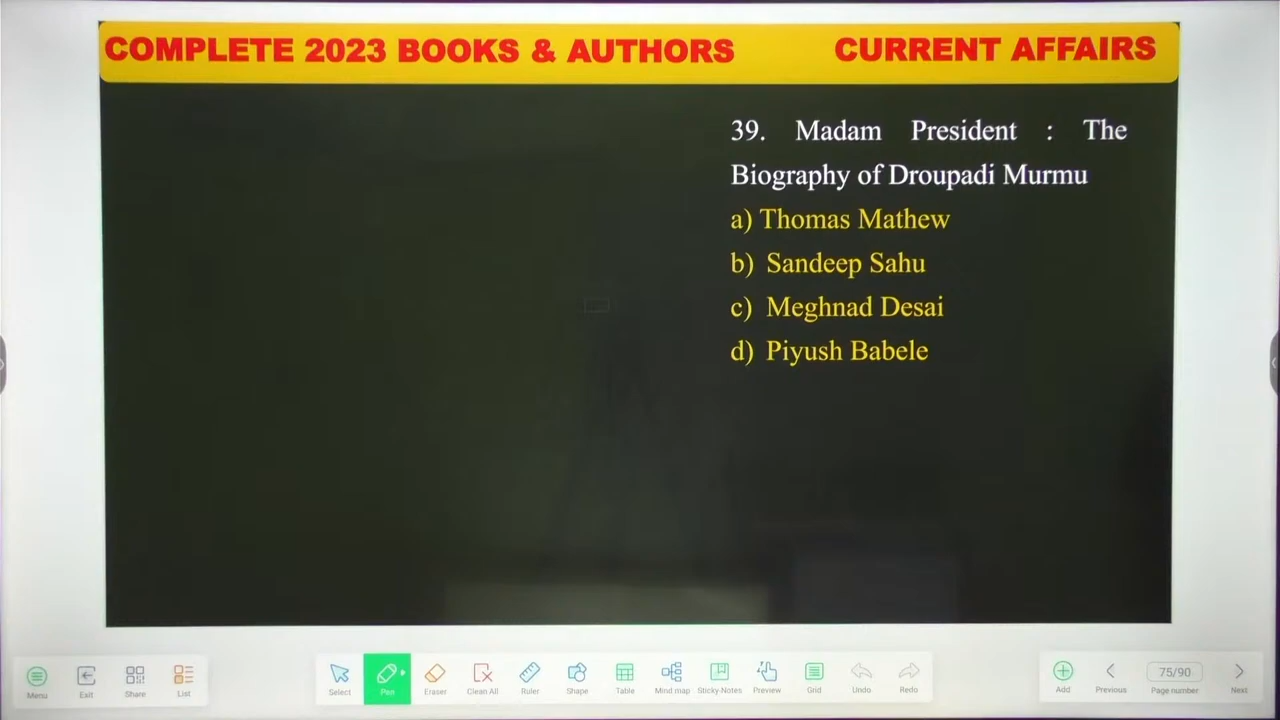 COMPLETE 2023 BOOKS & AUTHORS CURRENT AFFAIRS
39. Madam President : The
Biography of Droupadi Murmu
a) Thomas Mathew
b) Sandeep Sahu
c) Meghnad Desai
d) Piyush Babele
Menu Exit Share List Select Pen Eraser Clean All Ruler Shape Table Mind map Sticky-Notes Preview Grid Undo Redo Add Previous 75/90 Page number Next